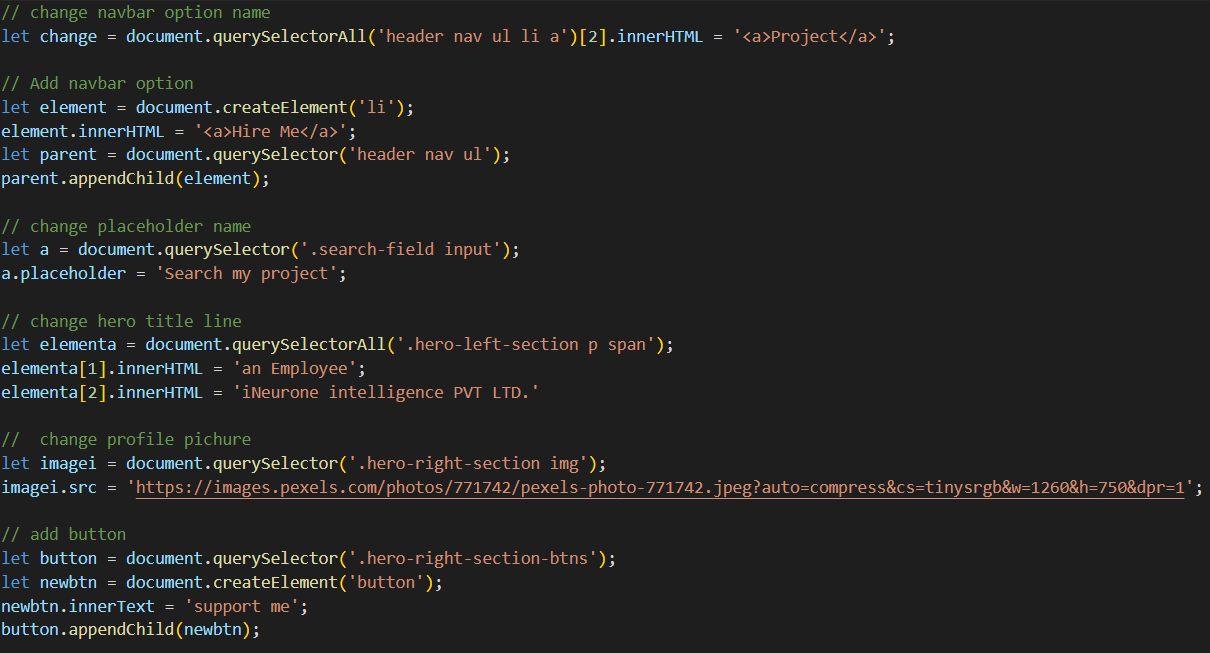 // change navbar option name
let change = document.querySelectorAll('header nav ul li a')[2].innerHTML = '<a>Project</a>';
// Add navbar option
let element = document.createElement('li');
element.innerHTML = '<a>Hire Me</a>';
let parent = document.querySelector('header nav ul');
parent.appendChild(element);
// change placeholder name
let a = document.querySelector('.search-field input');
a.placeholder = 'Search my project';
// change hero title line
let elementa = document.querySelectorAll('.hero-left-section p span');
elementa[1].innerHTML = 'an Employee';
elementa[2].innerHTML = 'iNeurone intelligence PVT LTD.'
//  change profile pichure
let imagei = document.querySelector('.hero-right-section img');
imagei.src = 'https://images.pexels.com/photos/771742/pexels-photo-771742.jpeg?auto=compress&cs=tinysrgb&w=1260&h=750&dpr=1';
// add button
let button = document.querySelector('.hero-right-section-btns');
let newbtn = document.createElement('button');
newbtn.innerText = 'support me';
button.appendChild(newbtn);